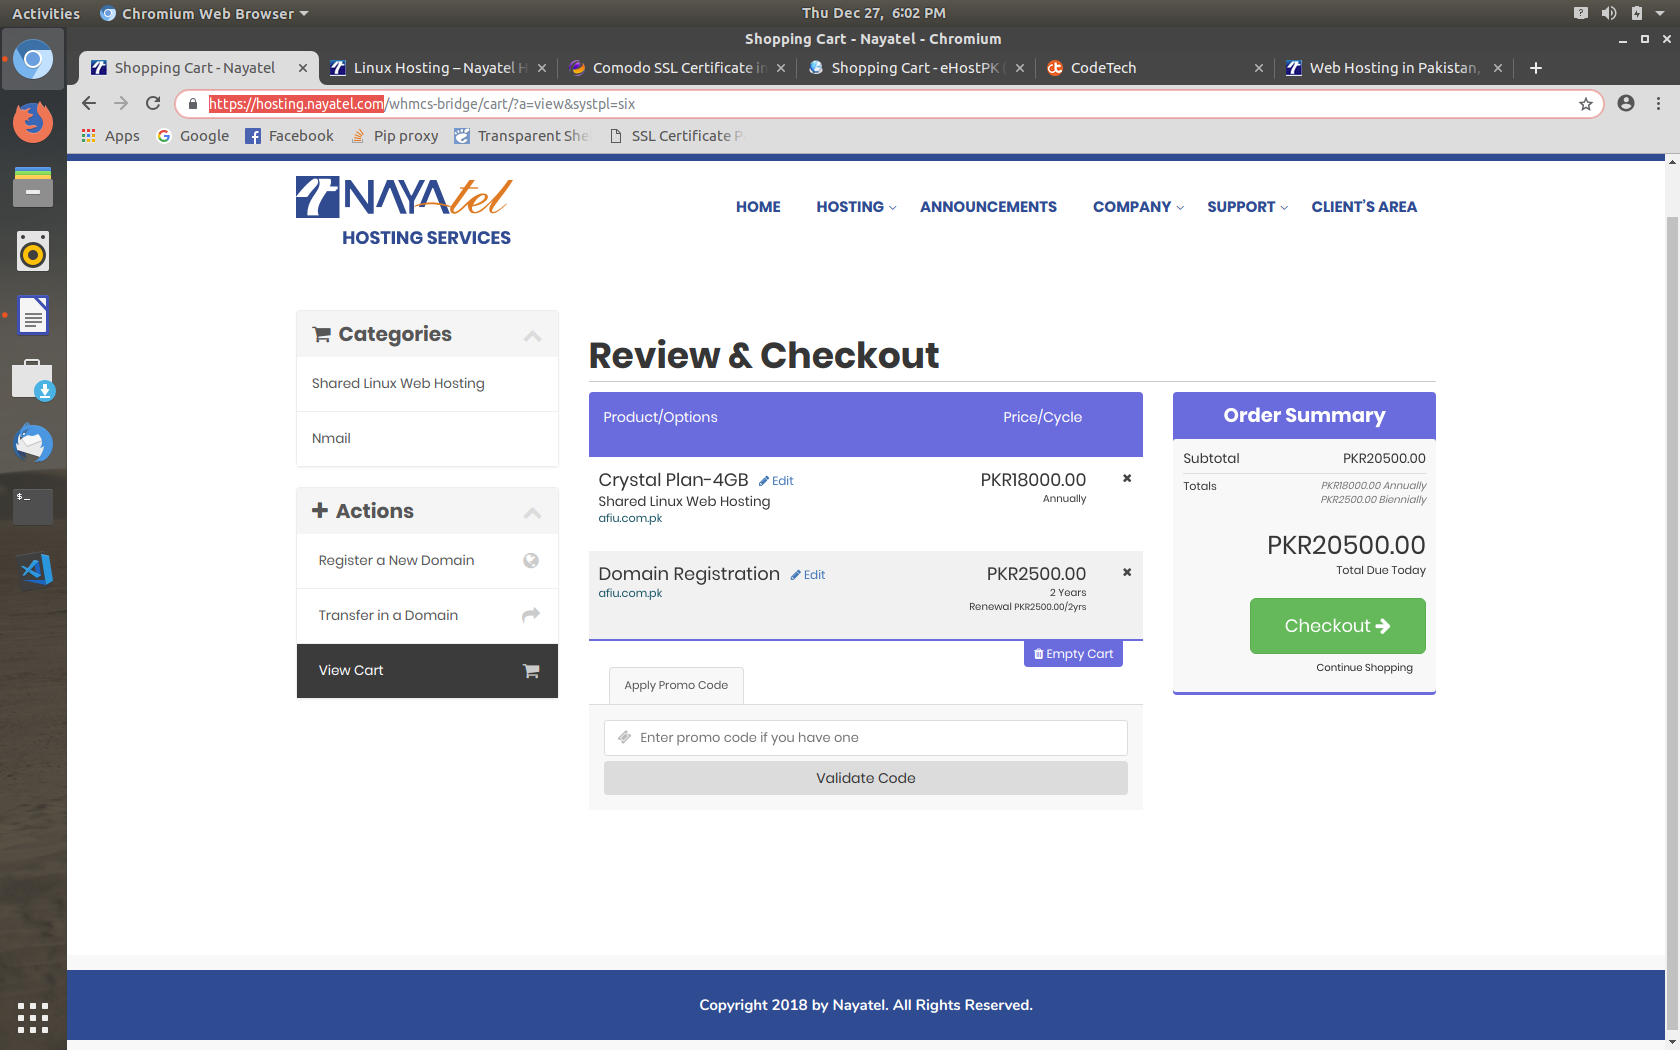 Activities
Chromium Web Browser
Thu Dec 27, 6:02 PM
Shopping Cart - Nayatel - Chromium
Shopping Cart - Nayatel
Linux Hosting – Nayatel H
Comodo SSL Certificate in
Shopping Cart - eHostPK (
CodeTech
Web Hosting in Pakistan,
https://hosting.nayatel.com/whmcs-bridge/cart/?a=view&systpl=six
Apps
Google
Facebook
Pip proxy
Transparent She
SSL Certificate P
NAYAtel
HOSTING SERVICES
HOME
HOSTING
ANNOUNCEMENTS
COMPANY
SUPPORT
CLIENT'S AREA
Categories
Shared Linux Web Hosting
Nmail
Actions
Register a New Domain
Transfer in a Domain
View Cart
Review & Checkout
Product/Options
Price/Cycle
Crystal Plan-4GB
Edit
PKR18000.00
Shared Linux Web Hosting
Annually
afiu.com.pk
Domain Registration
Edit
PKR2500.00
afiu.com.pk
2 Years
Renewal PKR2500.00/2yrs
Empty Cart
Apply Promo Code
Enter promo code if you have one
Validate Code
Order Summary
Subtotal
PKR20500.00
Totals
PKR18000.00 Annually
PKR2500.00 Biennially
PKR20500.00
Total Due Today
Checkout
Continue Shopping
Copyright 2018 by Nayatel. All Rights Reserved.